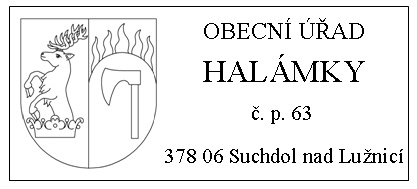 OBECNÍ ÚŘAD
HALÁMKY
č. p. 63
378 06 Suchdol nad Lužnicí